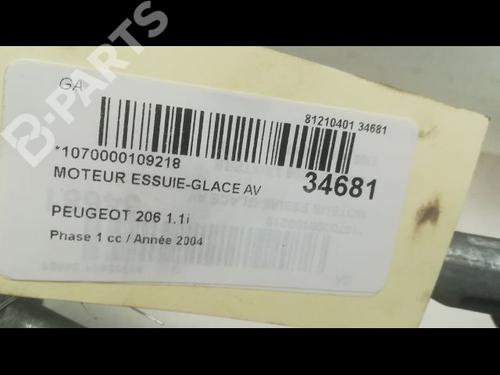 GA
B-PARTS
81210401 34681
*1070000109218
MOTEUR ESSUIE-GLACE AV
34681
PEUGEOT 206 1.1i
Phase 1 cc / Année 2004